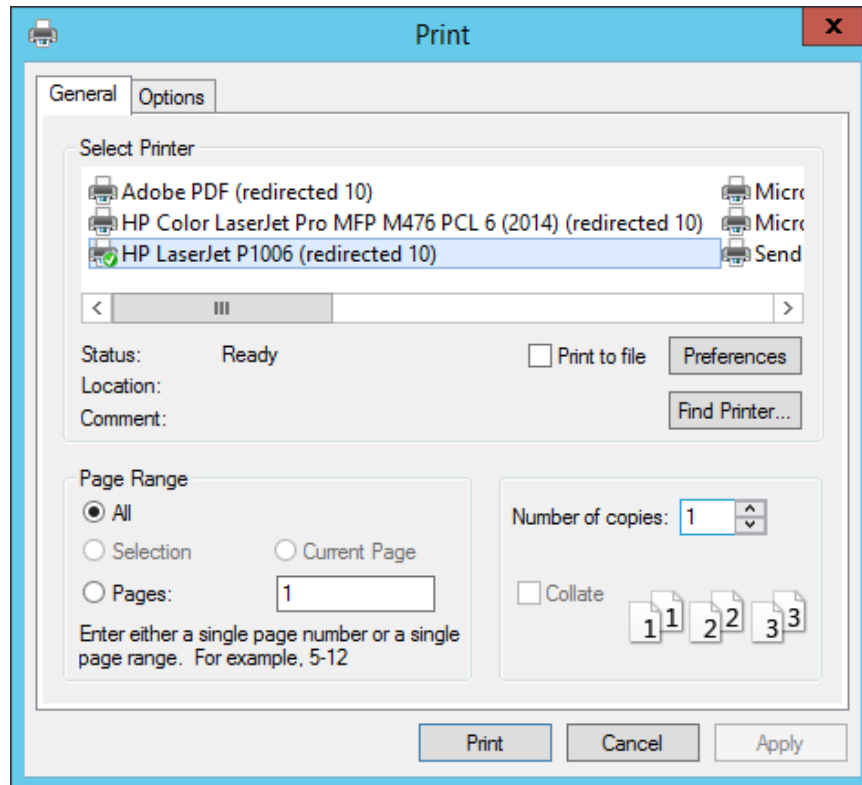 Print
x
General Options
Select Printer
Adobe PDF (redirected 10) Micro
HP Color LaserJet Pro MFP M476 PCL 6 (2014) (redirected 10) Micro
HP LaserJet P1006 (redirected 10) Send
Status: Ready Print to file Preferences
Location:
Comment: Find Printer...
Page Range
All Number of copies: 1
Selection Current Page
Pages: 1 Collate 1 1 2 2 3 3
Enter either a single page number or a single
page range. For example, 5-12
Print Cancel Apply